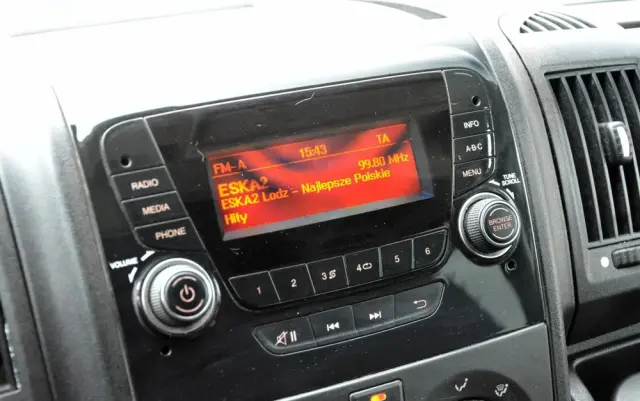 FM-A 15:43 TA
ESKA2 99.80 MHz
ESKA2 Lodz - Najlepsze Polskie
Hity
RADIO
MEDIA
PHONE
VOLUME
INFO
A·B·C
MENU
TUNE
SCROLL
BROWSE
ENTER
1 2 3 4 5 6